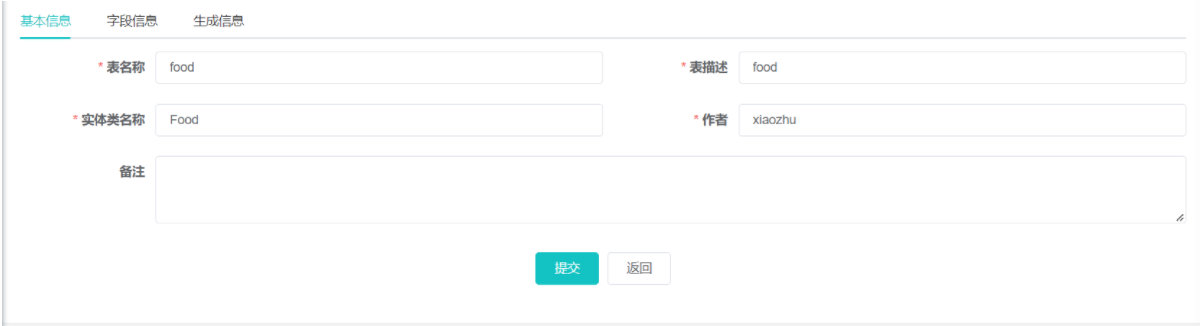 基本信息 字段信息 生成信息
* 表名称 food * 表描述 food
* 实体类名称 Food * 作者 xiaozhu
备注
提交 返回